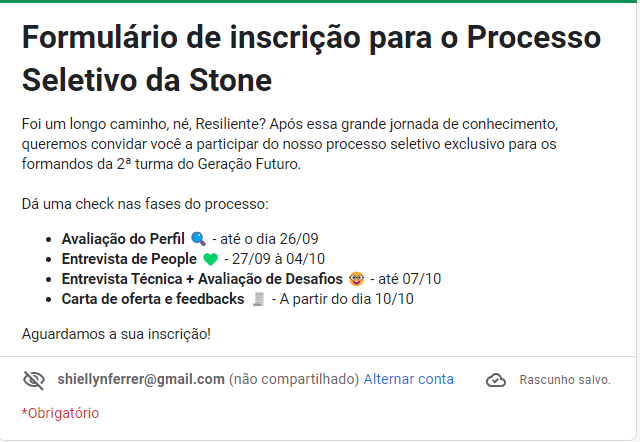 Formulário de inscrição para o Processo
Seletivo da Stone
Foi um longo caminho, né, Resiliente? Após essa grande jornada de conhecimento,
queremos convidar você a participar do nosso processo seletivo exclusivo para os
formandos da 2ª turma do Geração Futuro.
Dá uma check nas fases do processo:
• Avaliação do Perfil 🔍 - até o dia 26/09
• Entrevista de People 💚 - 27/09 à 04/10
• Entrevista Técnica + Avaliação de Desafios 🤓 - até 07/10
• Carta de oferta e feedbacks 🧾 - A partir do dia 10/10
Aguardamos a sua inscrição!
shiellynferrer@gmail.com (não compartilhado) Alternar conta
Rascunho salvo.
*Obrigatório